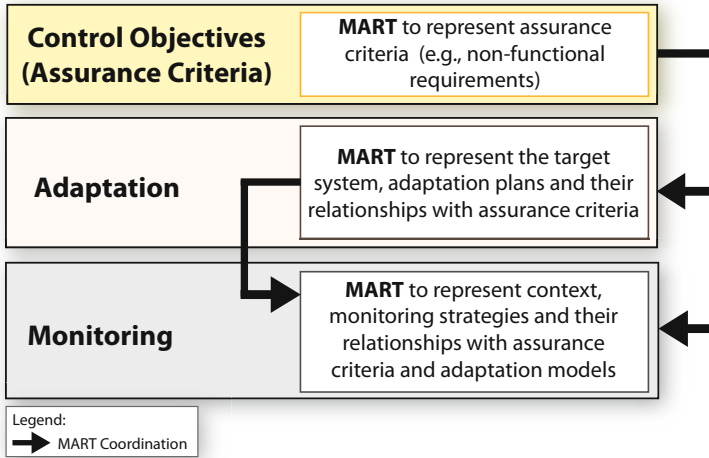 Control Objectives
(Assurance Criteria)
MART to represent assurance
criteria (e.g., non-functional
requirements)
Adaptation
MART to represent the target
system, adaptation plans and their
relationships with assurance criteria
Monitoring
MART to represent context,
monitoring strategies and their
relationships with assurance
criteria and adaptation models
Legend:
MART Coordination